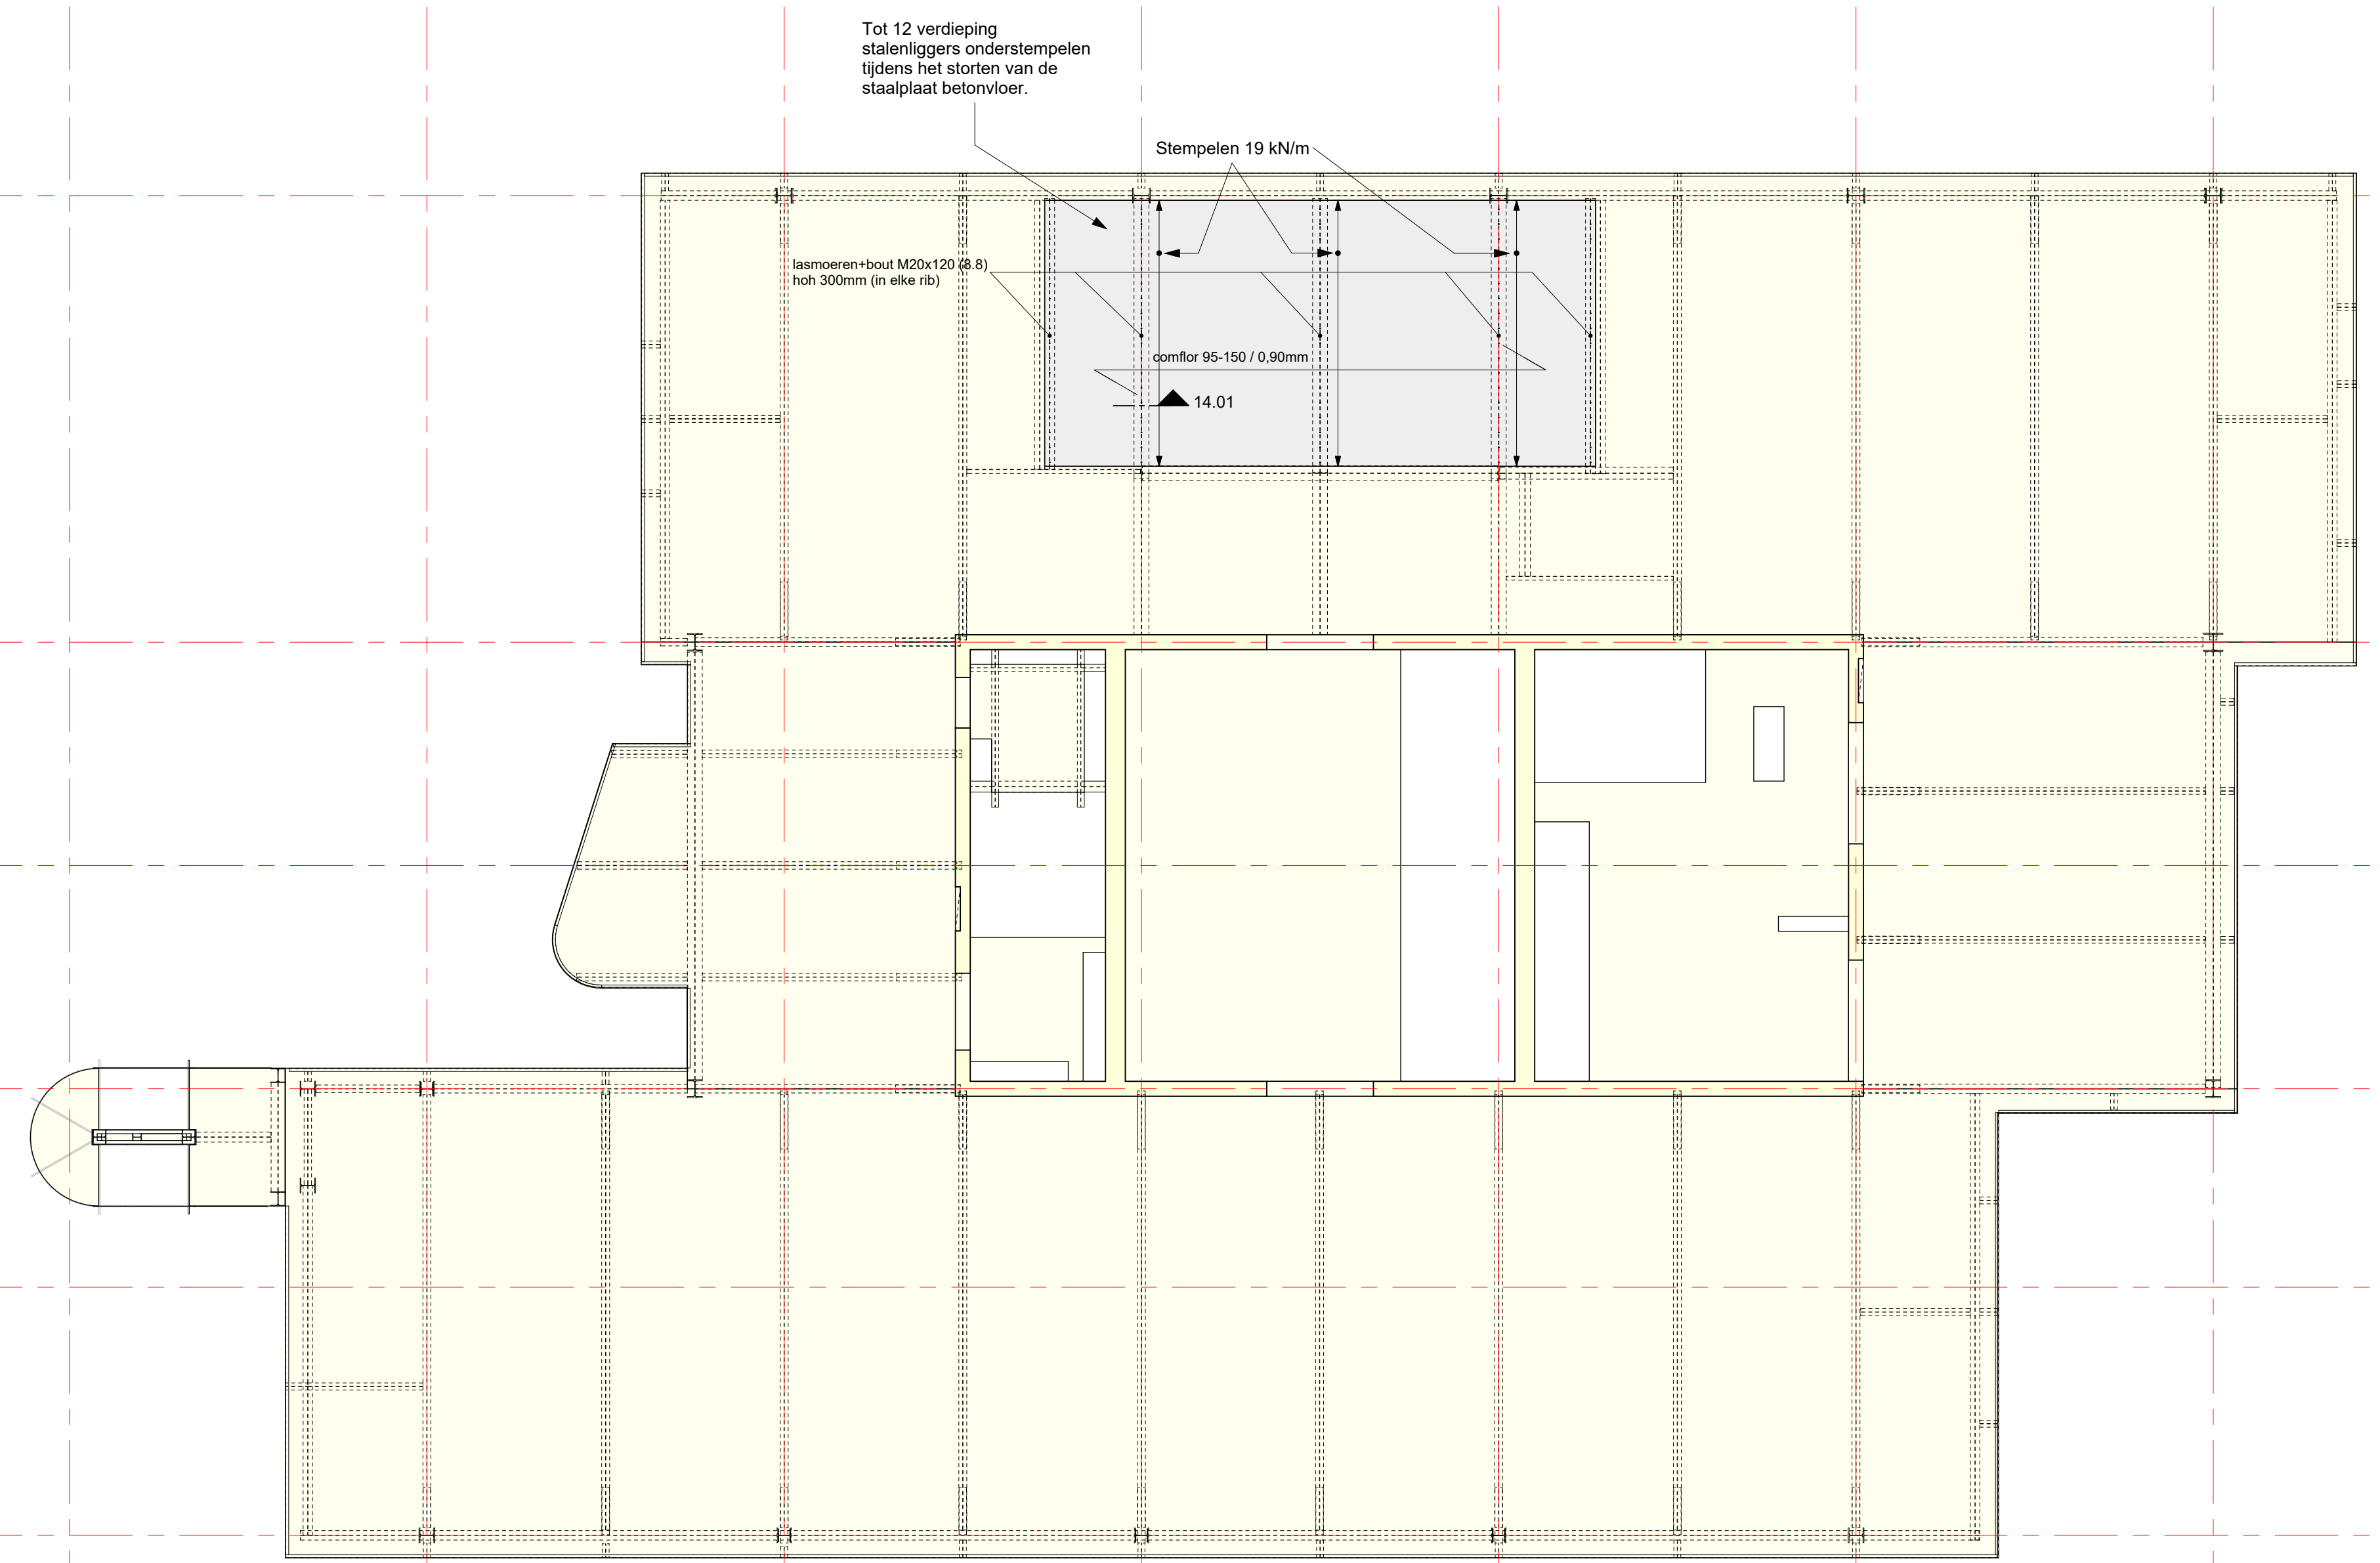 Tot 12 verdieping
stalenliggers onderstempelen
tijdens het storten van de
staalplaat betonvloer.
Stempelen 19 kN/m
lasmoeren+bout M20x120 (8.8)
hoh 300mm (in elke rib)
comflor 95-150 / 0,90mm
14.01